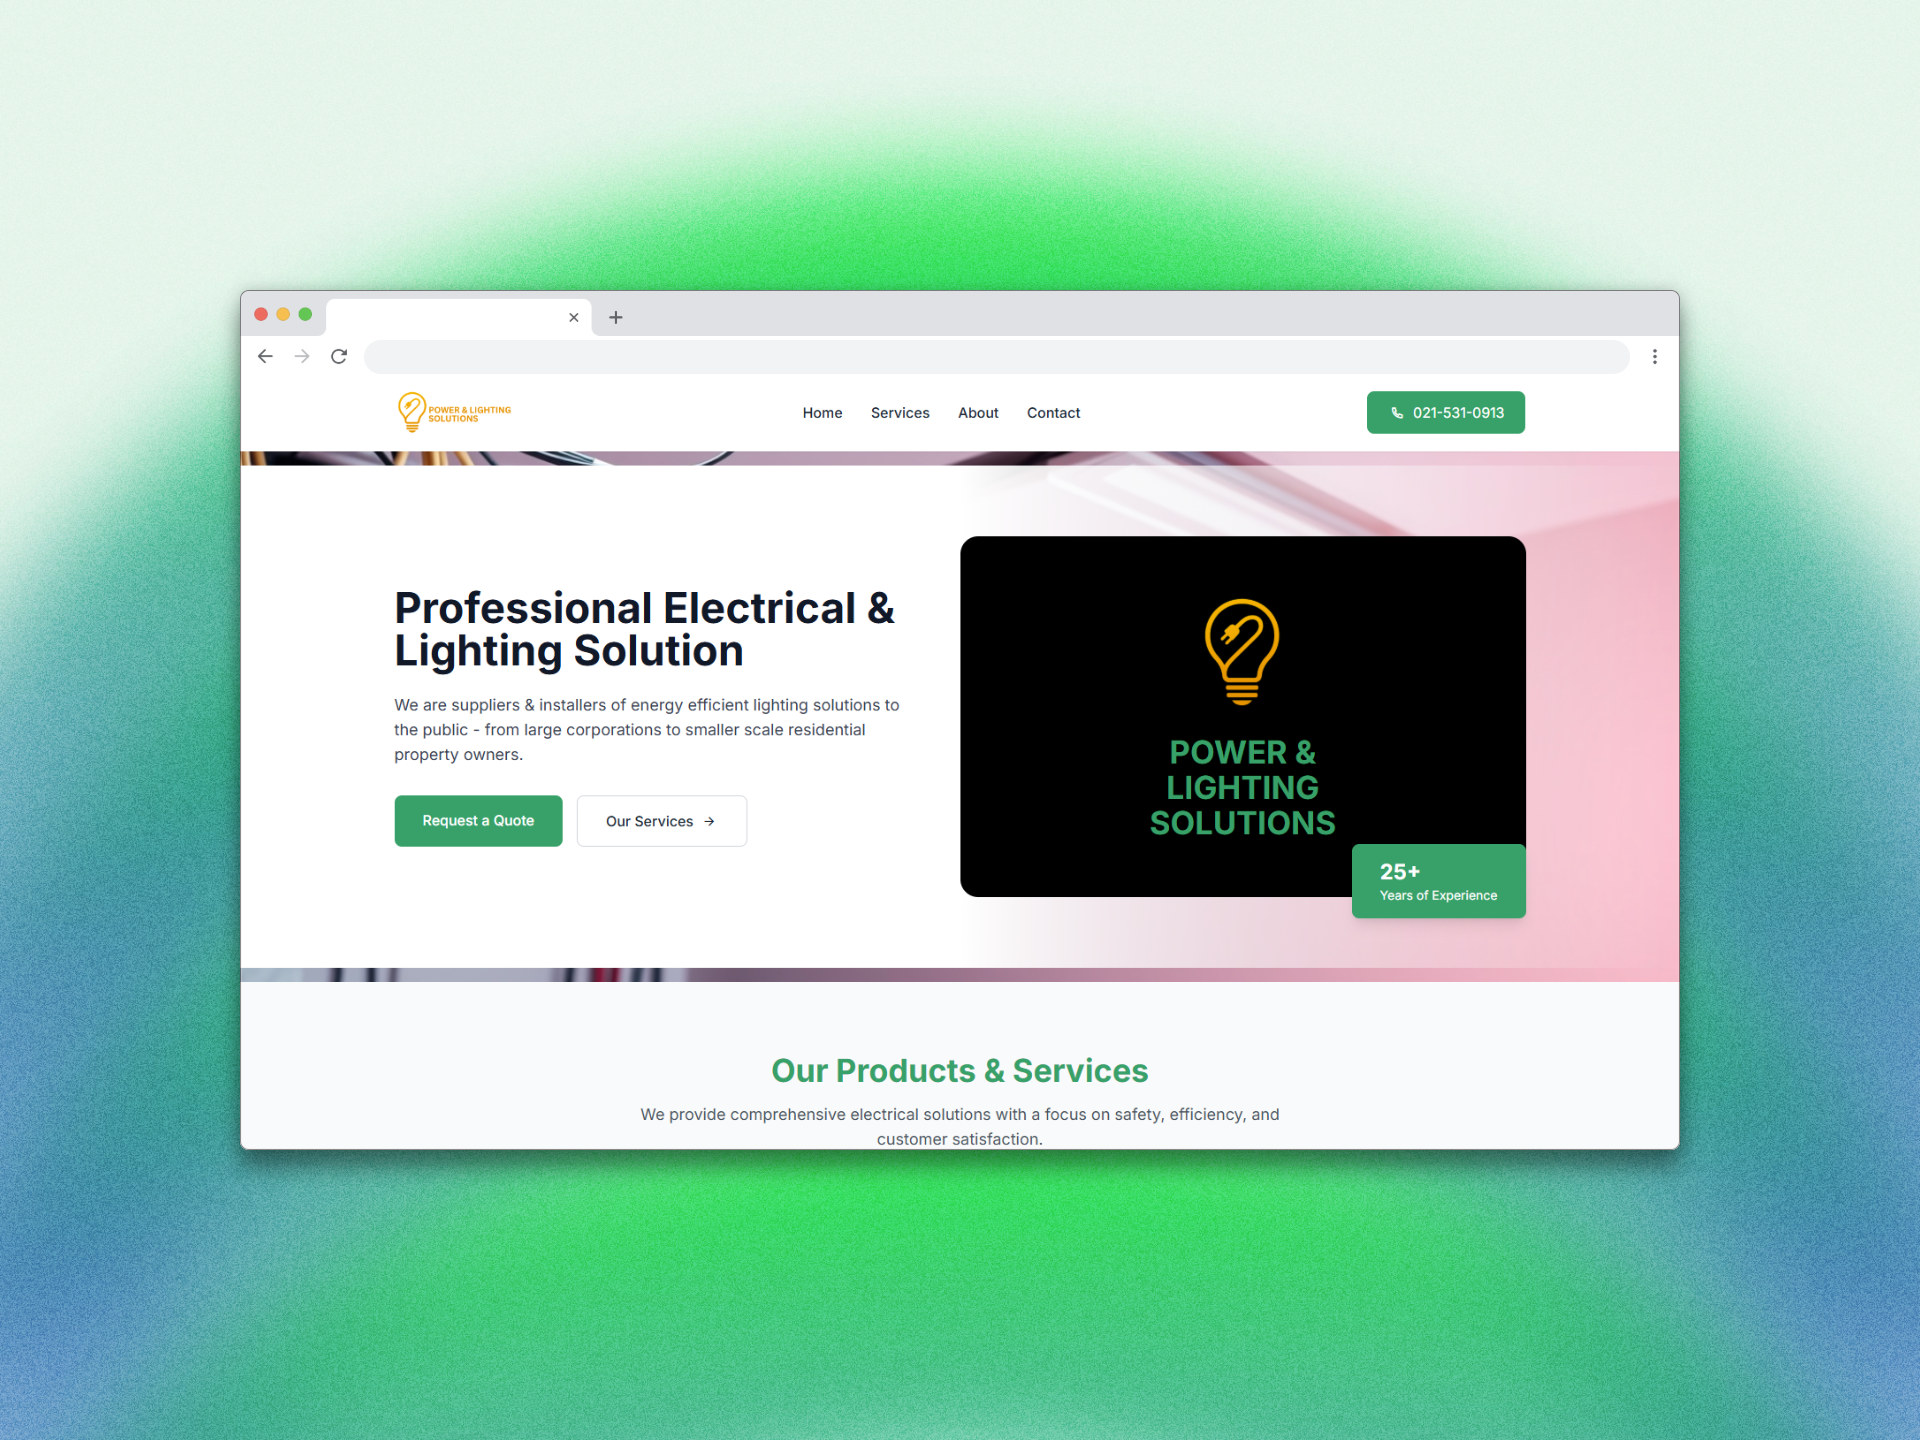 POWER & LIGHTING
SOLUTIONS
Home
Services
About
Contact
021-531-0913
Professional Electrical &
Lighting Solution
We are suppliers & installers of energy efficient lighting solutions to
the public - from large corporations to smaller scale residential
property owners.
Request a Quote
Our Services
POWER &
LIGHTING
SOLUTIONS
25+
Years of Experience
Our Products & Services
We provide comprehensive electrical solutions with a focus on safety, efficiency, and
customer satisfaction.